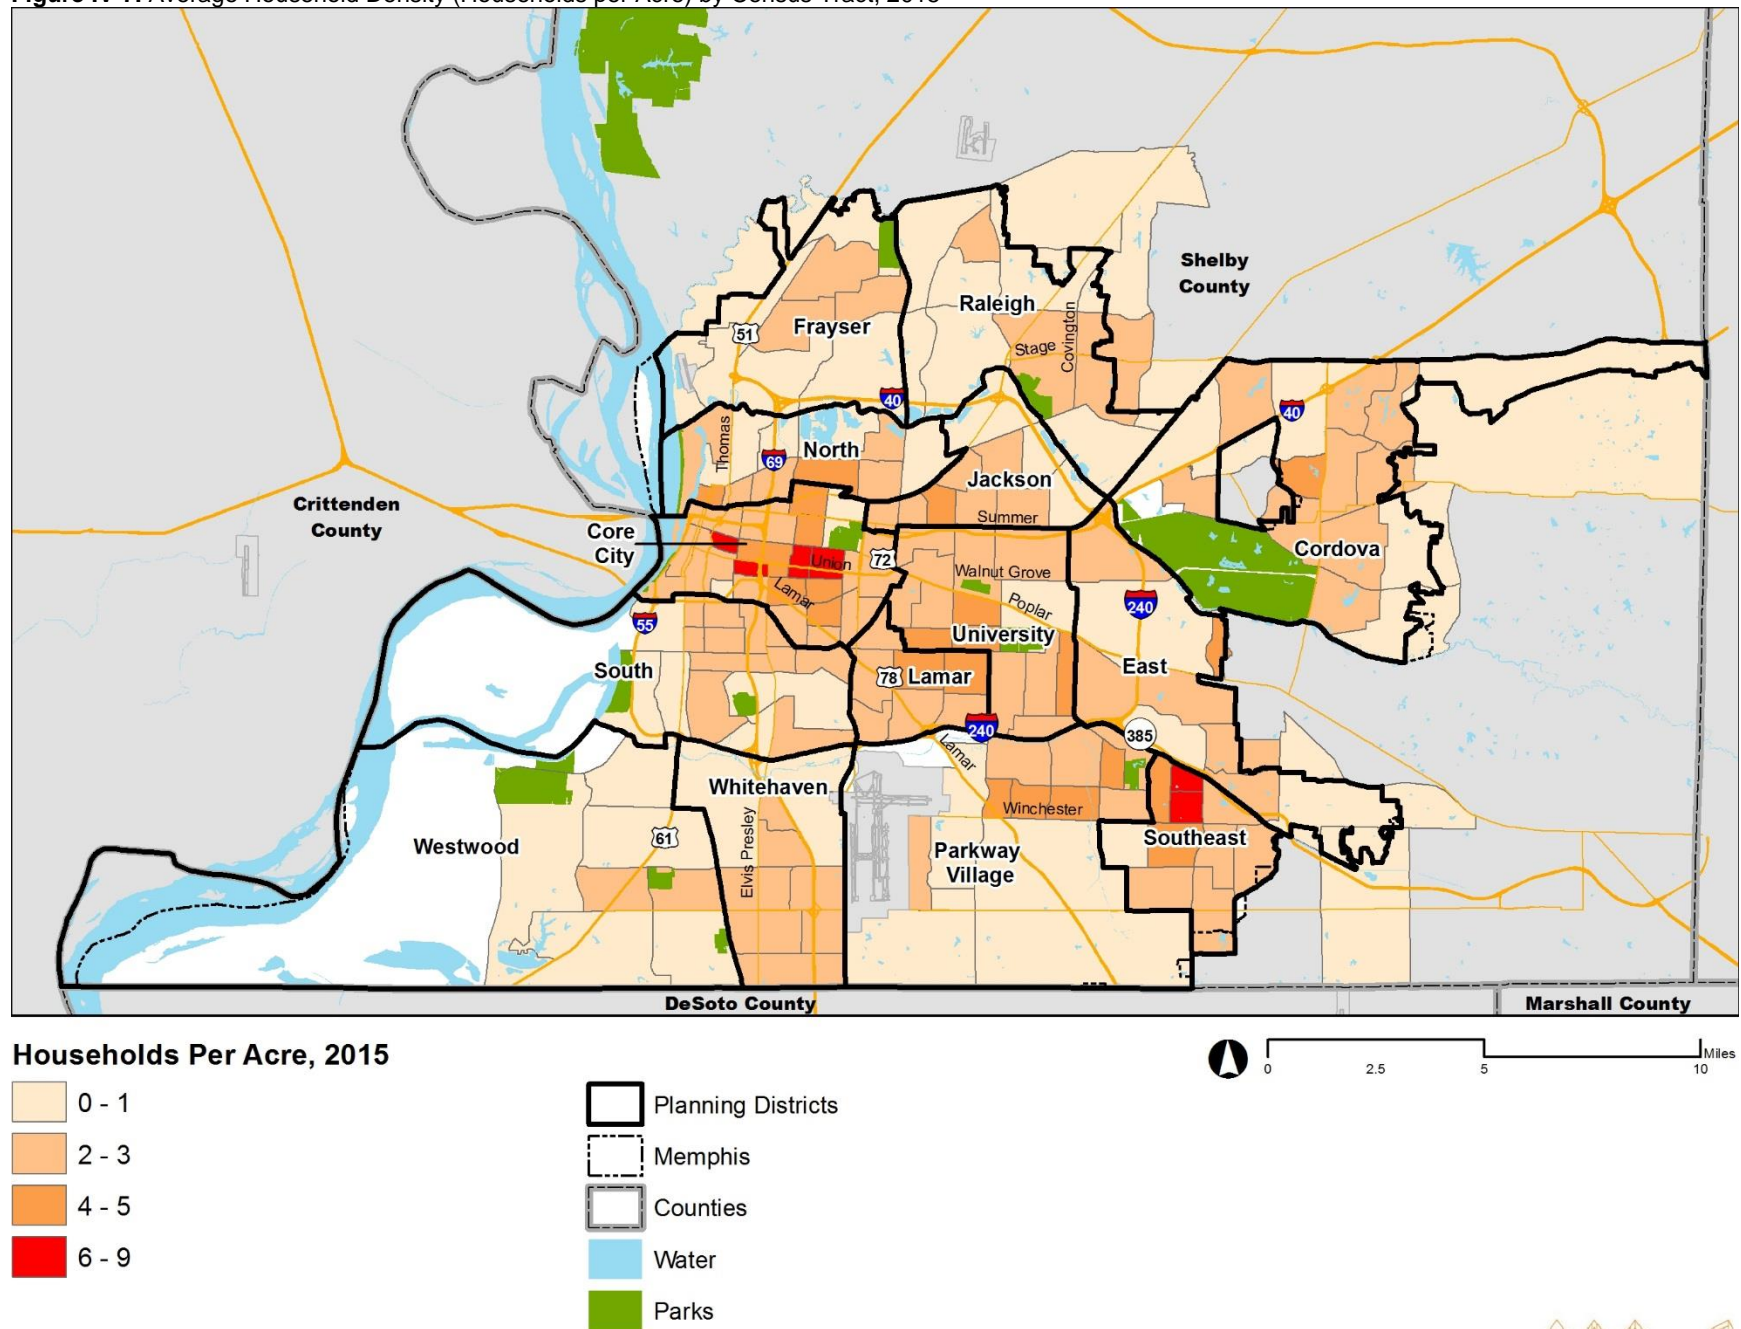 Shelby
County
Raleigh
Frayser
51
Stage
Covington
40
40
Thomas
North
69
Jackson
Crittenden
County
Summer
Core
City
Cordova
72
Union
Walnut Grove
Lamar
Poplar
240
55
University
South
East
78
Lamar
240
385
Lamar
Whitehaven
Winchester
Elvis Presley
61
Westwood
Southeast
Parkway
Village
DeSoto County
Marshall County
Households Per Acre, 2015
0 - 1
2 - 3
4 - 5
6 - 9
Planning Districts
Memphis
Counties
Water
Parks
0
2.5
5
10
Miles